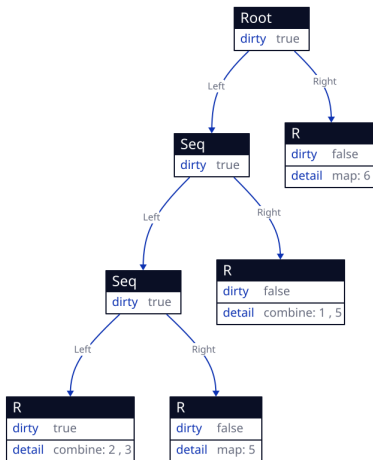 Root
dirty true
Left
Right
Seq
dirty true
R
dirty false
detail map: 6
Left
Right
Seq
dirty true
R
dirty false
detail combine: 1 , 5
Left
Right
R
dirty true
detail combine: 2 , 3
R
dirty false
detail map: 5